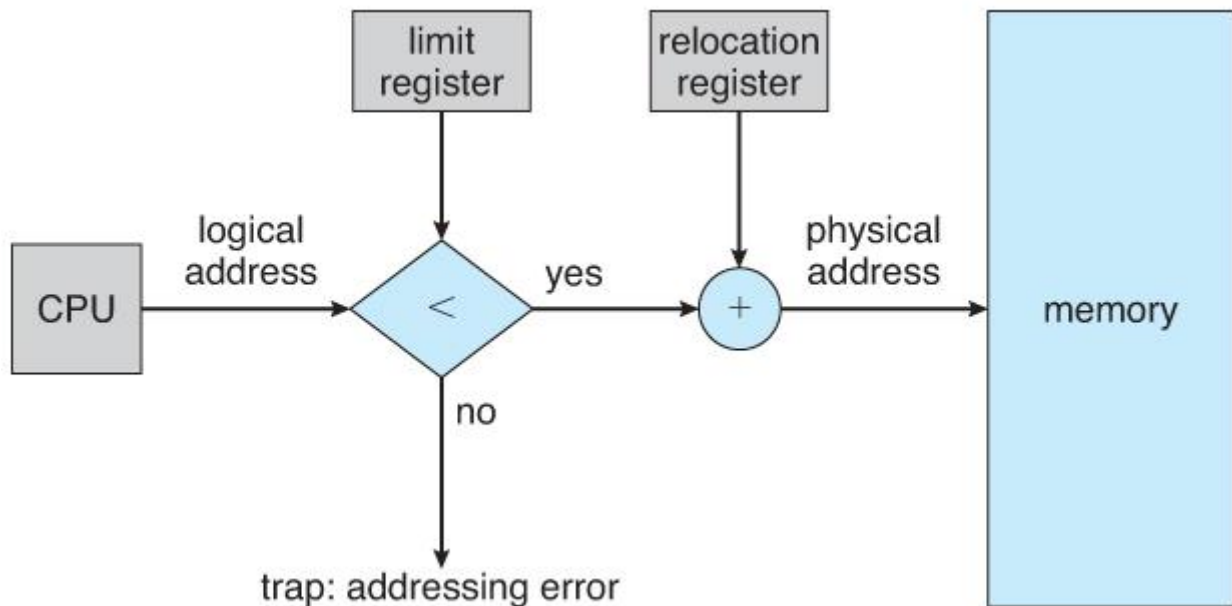 limit
register
relocation
register
logical
address
physical
address
CPU
<
yes
+
memory
no
trap: addressing error